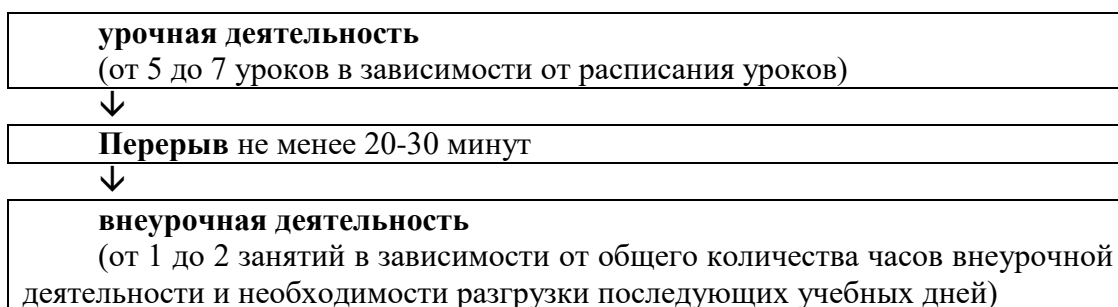 урочная деятельность
(от 5 до 7 уроков в зависимости от расписания уроков)
↓
Перерыв не менее 20-30 минут
↓
внеурочная деятельность
(от 1 до 2 занятий в зависимости от общего количества часов внеурочной
деятельности и необходимости разгрузки последующих учебных дней)